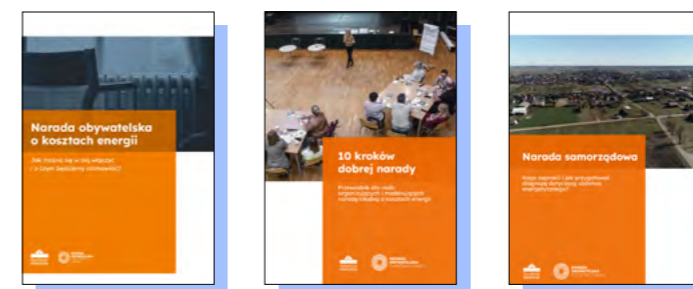 Narada obywatelska
o kosztach energii
Jak można się w nią włączyć
i o czym będziemy rozmawiać?
10 kroków
dobrej narady
Przewodnik dla osób
organizujących i moderujących
naradę lokalną o kosztach energii
Narada samorządowa
Kogo zaprosić i jak przygotować
diagnozę dotyczącą ubóstwa
energetycznego?